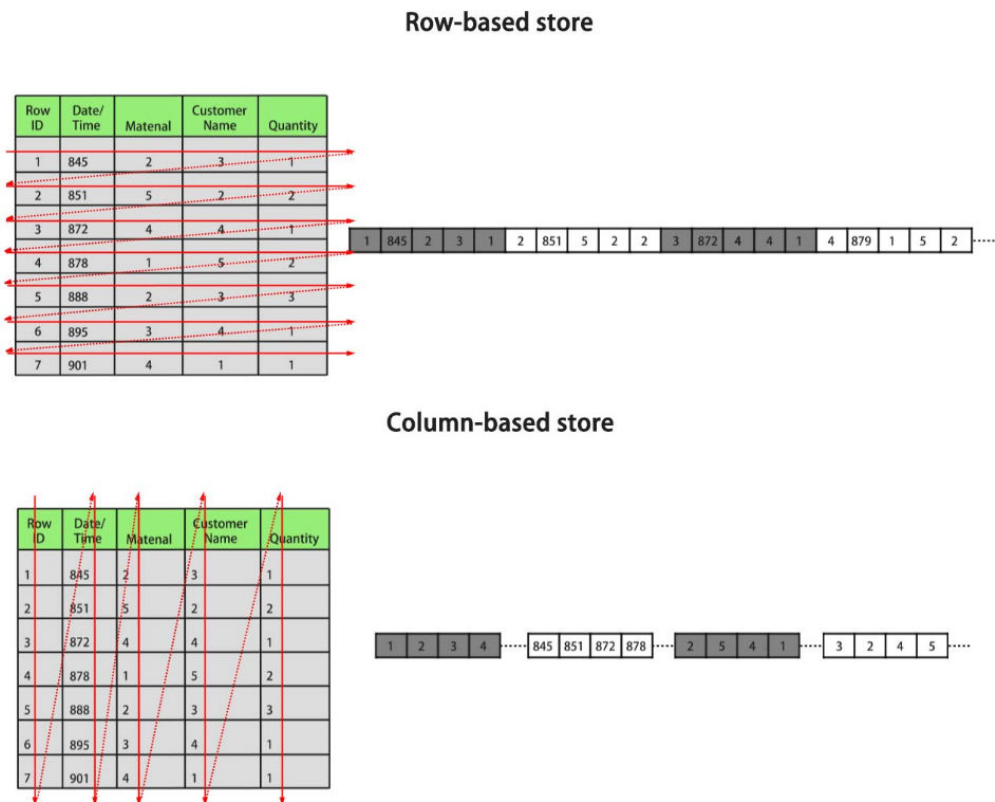 Row-based store
Row Date/ Customer
ID Time Matenal Name Quantity
1 845 2 3 1
2 851 5 2 2
3 872 4 4 1
1 845 2 3 1 2 851 5 2 2 3 872 4 4 1 4 879 1 5 2
4 878 1 5 2
5 888 2 3 3
6 895 3 4 1
7 901 4 1 1
Column-based store
Row Date/ Customer
ID Time Matenal Name Quantity
1 845 2 3 1
2 851 5 2 2
3 872 4 4 1
1 2 3 4 845 851 872 878 2 5 4 1 3 2 4 5
4 878 1 5 2
5 888 2 3 3
6 895 3 4 1
7 901 4 1 1